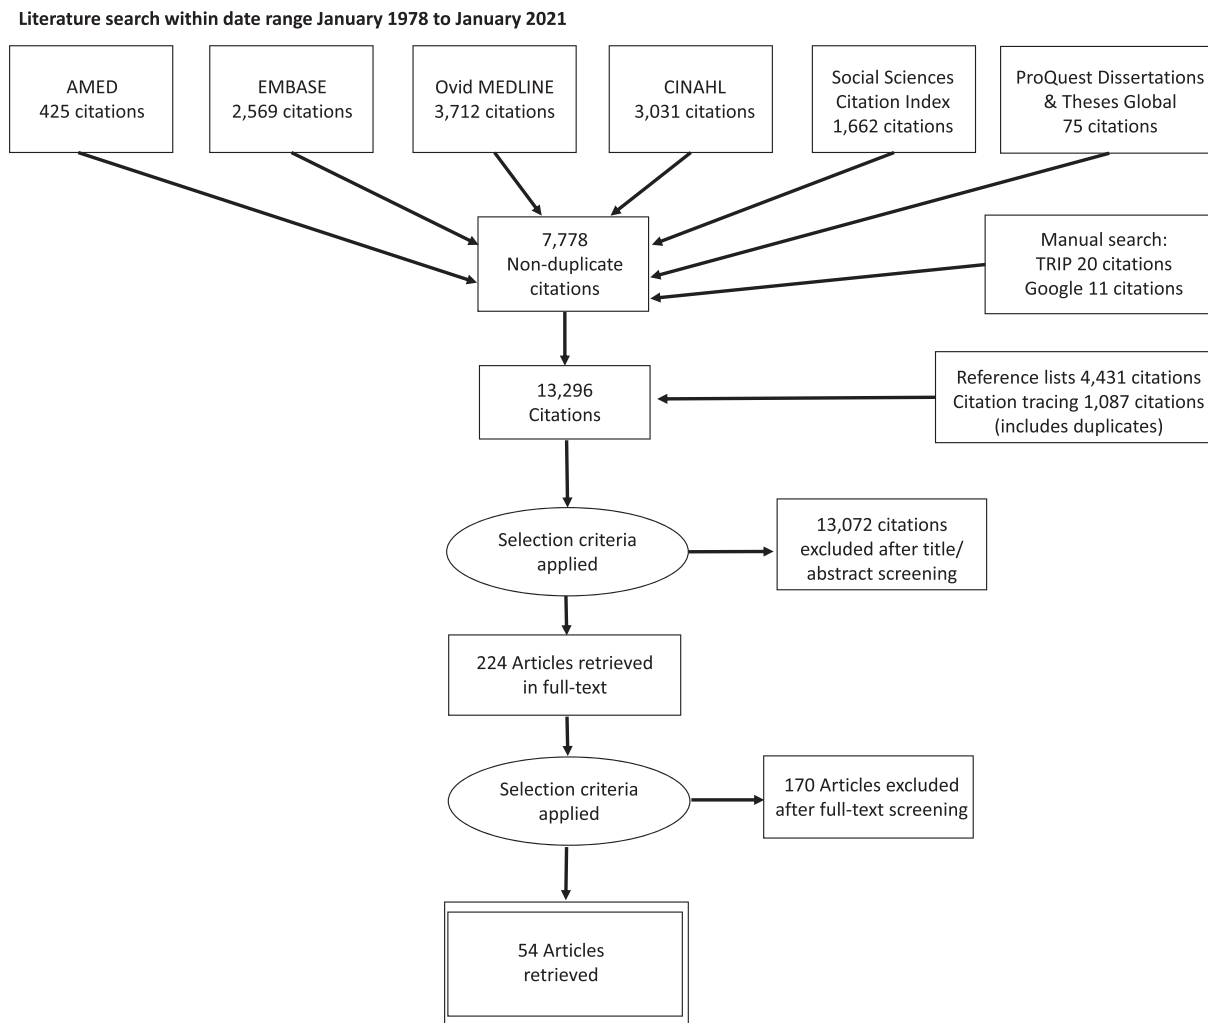 Literature search within date range January 1978 to January 2021
AMED
425 citations
EMBASE
2,569 citations
Ovid MEDLINE
3,712 citations
CINAHL
3,031 citations
Social Sciences
Citation Index
1,662 citations
ProQuest Dissertations
& Theses Global
75 citations
7,778
Non-duplicate
citations
Manual search:
TRIP 20 citations
Google 11 citations
13,296
Citations
Reference lists 4,431 citations
Citation tracing 1,087 citations
(includes duplicates)
Selection criteria
applied
13,072 citations
excluded after title/
abstract screening
224 Articles retrieved
in full-text
Selection criteria
applied
170 Articles excluded
after full-text screening
54 Articles
retrieved